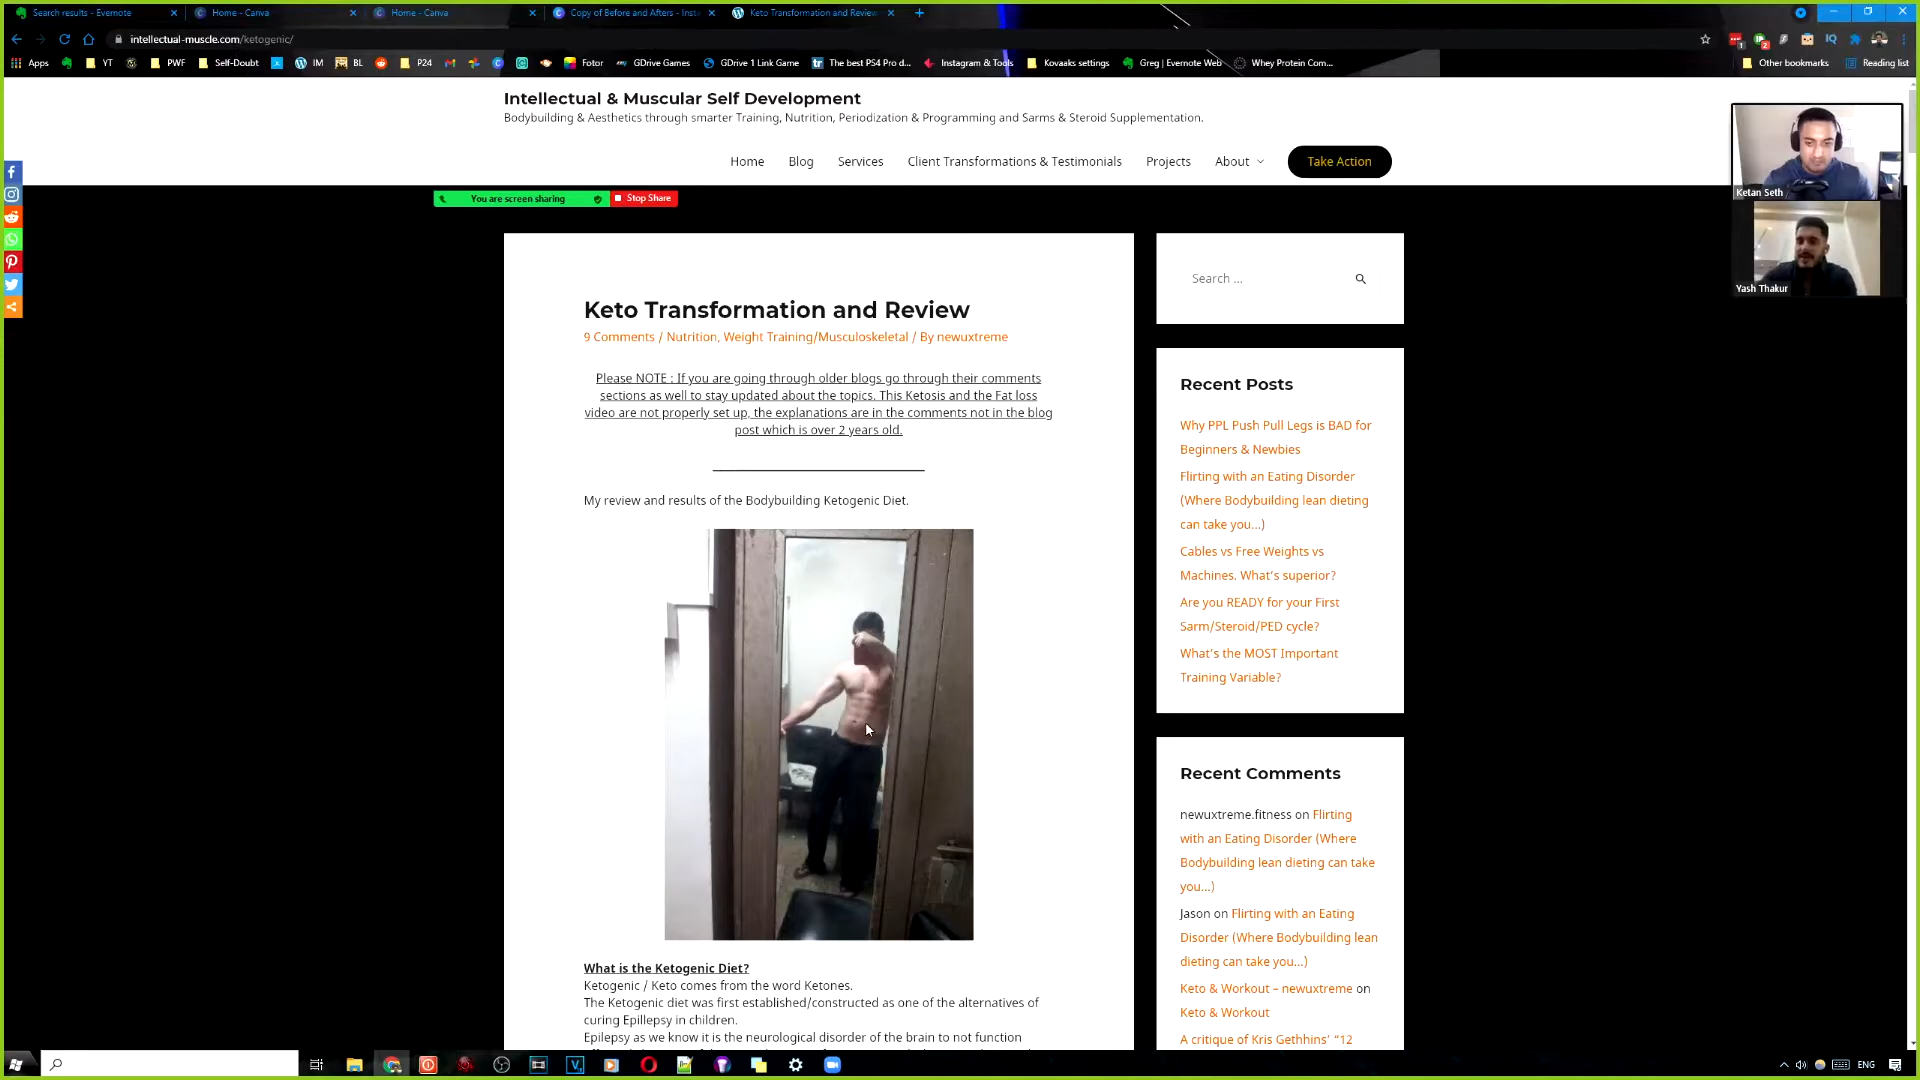 Search results - Evernote
Home - Canva
Home - Canva
Copy of Before and Afters - Inst
Keto Transformation and Review
intellectual-muscle.com/ketogenic/
Apps
YT
PWF
Self-Doubt
IM
BL
P24
Fotor
GDrive Games
GDrive 1 Link Game
The best PS4 Pro d...
Instagram & Tools
Kovaaks settings
Greg | Evernote Web
Whey Protein Com...
Other bookmarks
Reading list
Intellectual & Muscular Self Development
Bodybuilding & Aesthetics through smarter Training, Nutrition, Periodization & Programming and Sarms & Steroid Supplementation.
Home
Blog
Services
Client Transformations & Testimonials
Projects
About
Take Action
You are screen sharing
Stop Share
Ketan Seth
Yash Thakur
Keto Transformation and Review
9 Comments / Nutrition, Weight Training/Musculoskeletal / By newuxtreme
Please NOTE : If you are going through older blogs go through their comments
sections as well to stay updated about the topics. This Ketosis and the Fat loss
video are not properly set up, the explanations are in the comments not in the blog
post which is over 2 years old.
My review and results of the Bodybuilding Ketogenic Diet.
What is the Ketogenic Diet?
Ketogenic / Keto comes from the word Ketones.
The Ketogenic diet was first established/constructed as one of the alternatives of
curing Epillepsy in children.
Epilepsy as we know it is the neurological disorder of the brain to not function
Search ...
Recent Posts
Why PPL Push Pull Legs is BAD for
Beginners & Newbies
Flirting with an Eating Disorder
(Where Bodybuilding lean dieting
can take you...)
Cables vs Free Weights vs
Machines. What's superior?
Are you READY for your First
Sarm/Steroid/PED cycle?
What's the MOST Important
Training Variable?
Recent Comments
newuxtreme.fitness on Flirting
with an Eating Disorder (Where
Bodybuilding lean dieting can take
you...)
Jason on Flirting with an Eating
Disorder (Where Bodybuilding lean
dieting can take you...)
Keto & Workout – newuxtreme on
Keto & Workout
A critique of Kris Gethhins' "12
ENG